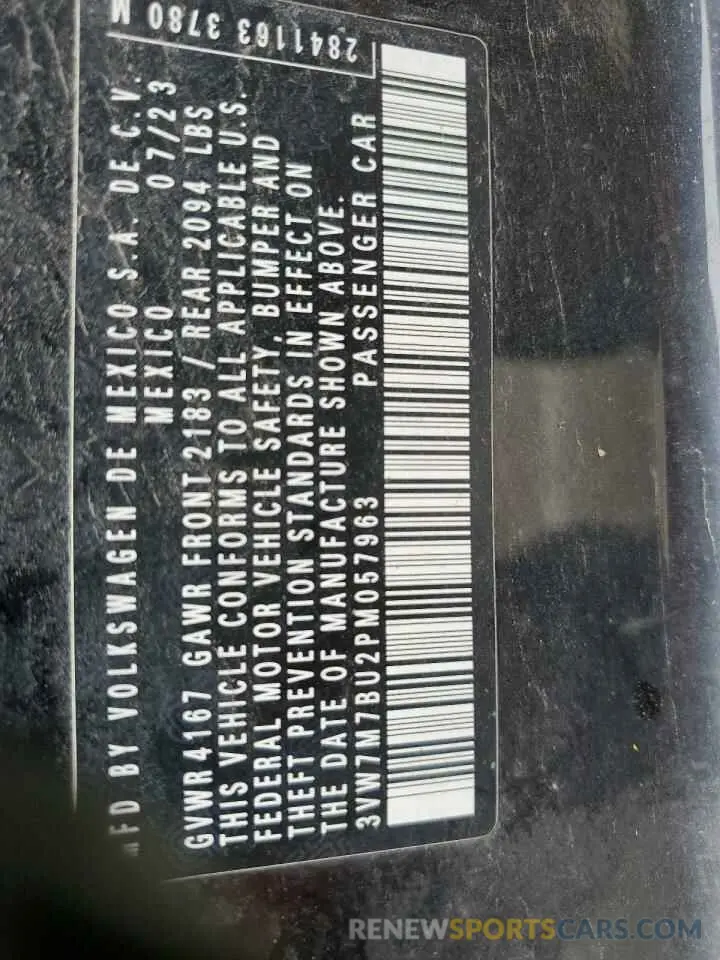 MFD BY VOLKSWAGEN DE MEXICO S.A. DE C.V.
MEXICO 07/23
GVWR 4167 GAWR FRONT 2183 / REAR 2094 LBS
THIS VEHICLE CONFORMS TO ALL APPLICABLE U.S.
FEDERAL MOTOR VEHICLE SAFETY, BUMPER AND
THEFT PREVENTION STANDARDS IN EFFECT ON
THE DATE OF MANUFACTURE SHOWN ABOVE.
3VW7M7BU2PM057963 PASSENGER CAR
2841163 3780 M
RENEWSPORTSCARS.COM